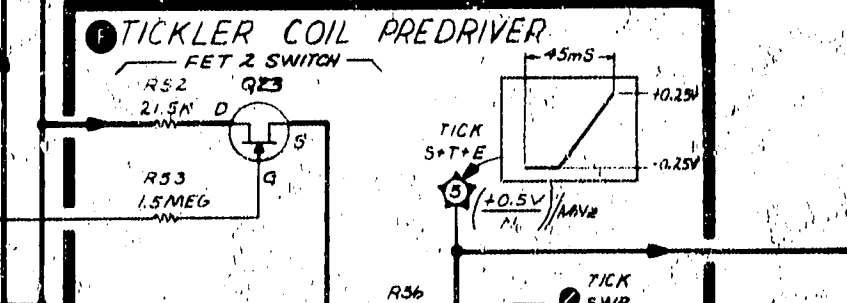 F TICKLER COIL PREDRIVER
FET 2 SWITCH
R52
21.5K
Q23
D
S
G
R53
1.5MEG
45mS
+0.25V
-0.25V
TICK
S+T+E
5
+0.5V
R36
TICK
SWP